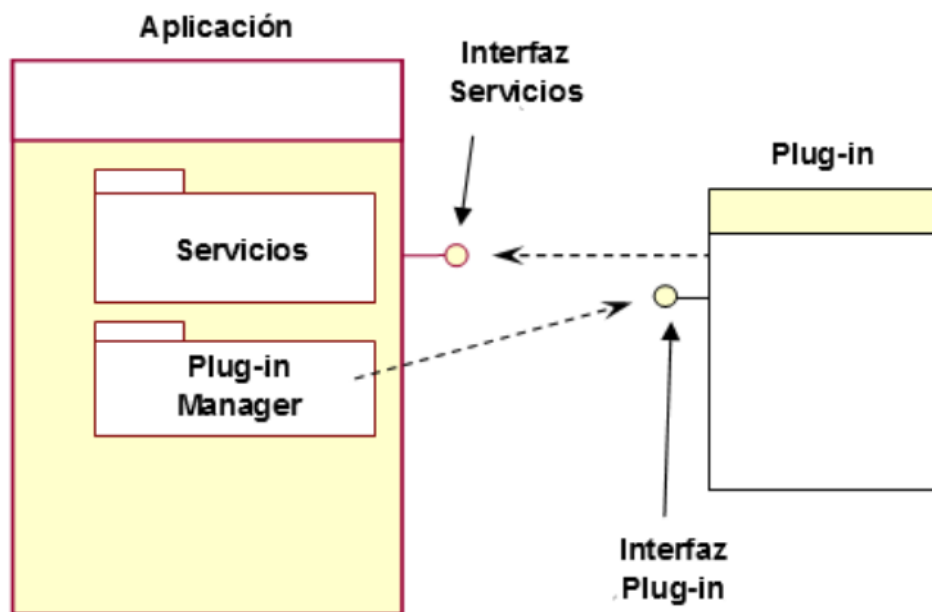 Aplicación
Interfaz
Servicios
Plug-in
Servicios
Plug-in
Manager
Interfaz
Plug-in